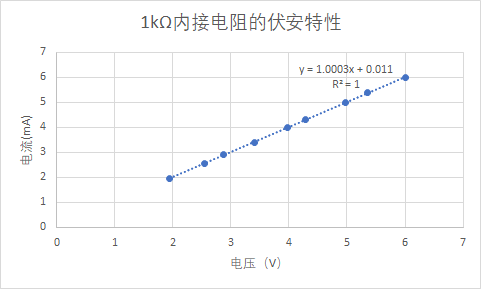 1kΩ内接电阻的伏安特性
7
6
5
4
3
2
1
0
电流(mA)
y = 1.0003x + 0.011
R² = 1
0 1 2 3 4 5 6 7
电压（V）